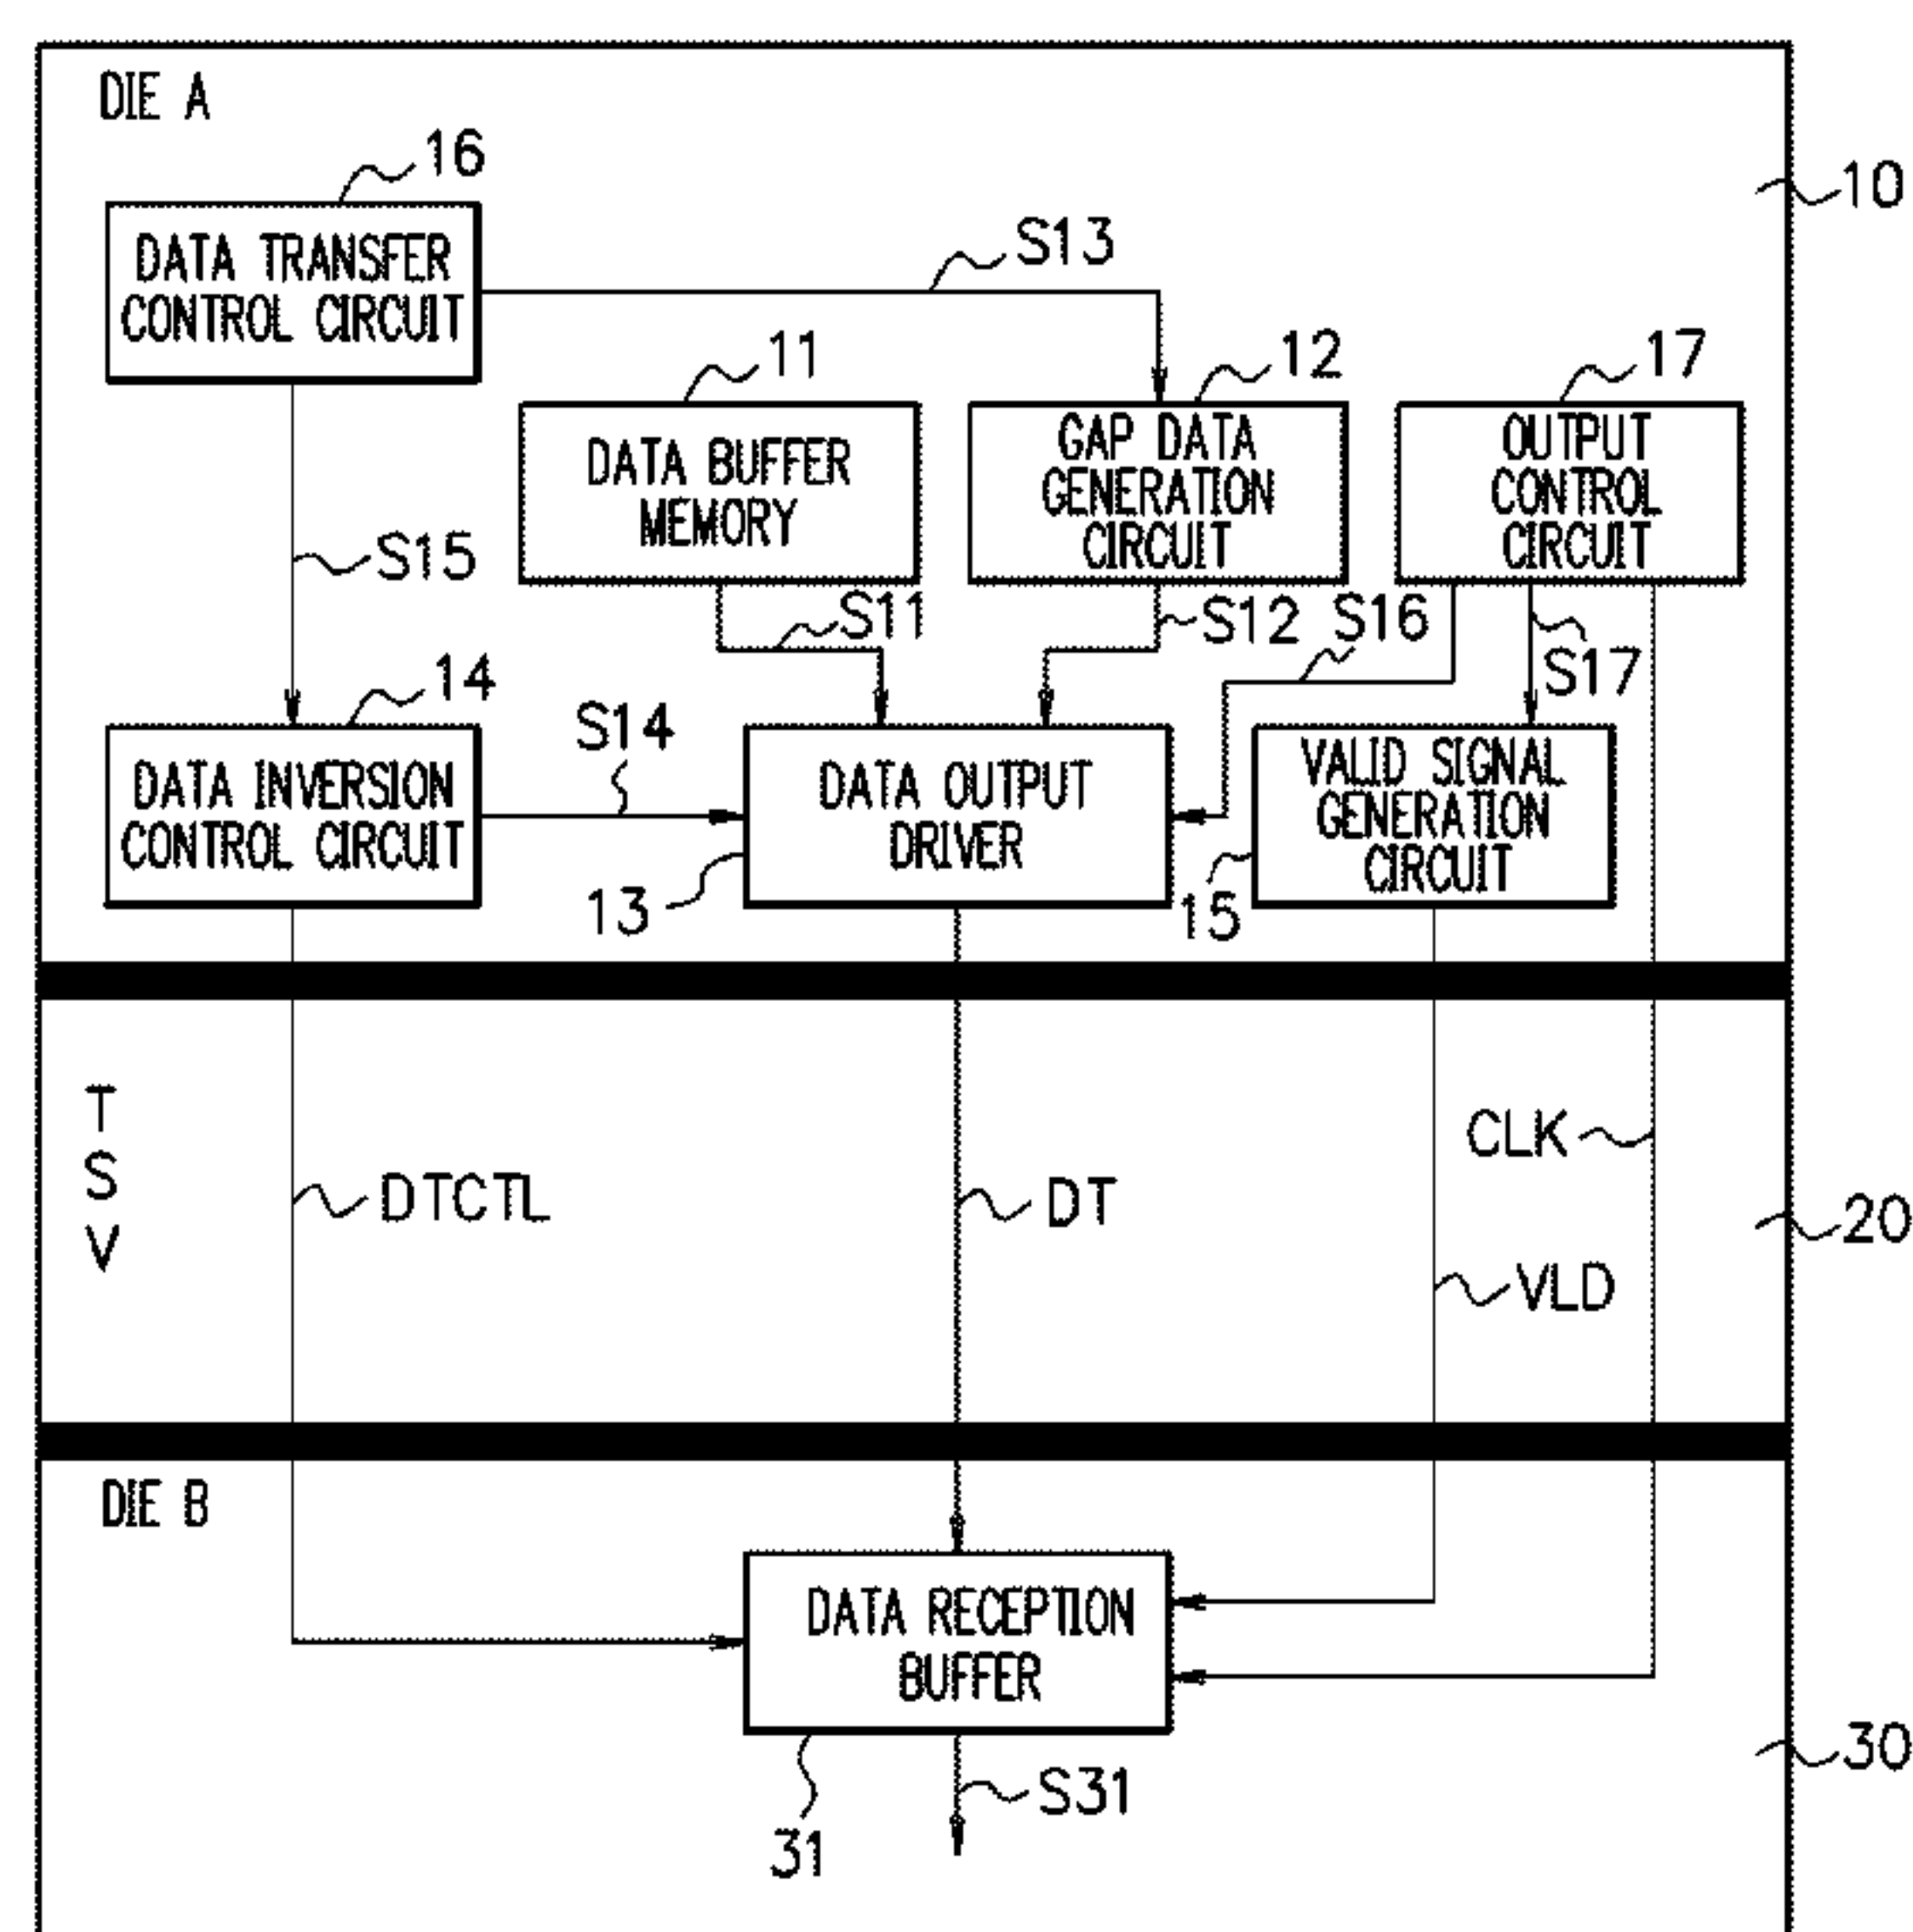 DIE A
16
10
DATA TRANSFER
CONTROL CIRCUIT
S13
11
12
17
DATA BUFFER
MEMORY
GAP DATA
GENERATION
CIRCUIT
OUTPUT
CONTROL
CIRCUIT
S15
S11
S12
S16
S17
14
S14
DATA INVERSION
CONTROL CIRCUIT
DATA OUTPUT
DRIVER
VALID SIGNAL
GENERATION
CIRCUIT
13
15
TSV
CLK
DTCTL
DT
20
VLD
DIE B
DATA RECEPTION
BUFFER
30
S31
31